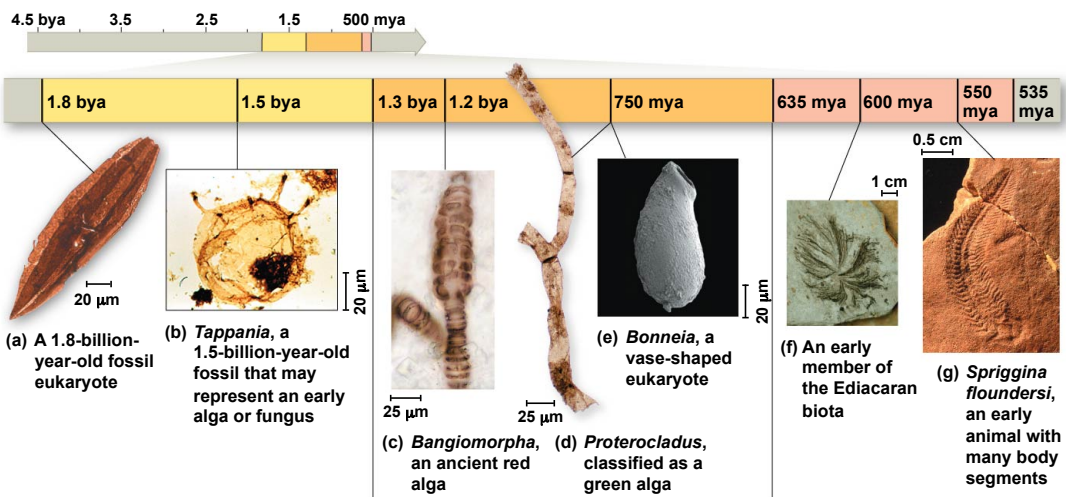 4.5 bya 3.5 2.5 1.5 500 mya
1.8 bya 1.5 bya 1.3 bya 1.2 bya 750 mya 635 mya 600 mya 550 mya 535 mya
20 μm
(a) A 1.8-billion-
year-old fossil
eukaryote
20 μm
(b) Tappania, a
1.5-billion-year-old
fossil that may
represent an early
alga or fungus
25 μm
(c) Bangiomorpha,
an ancient red
alga
25 μm
(d) Proterocladus,
classified as a
green alga
20 μm
(e) Bonneia, a
vase-shaped
eukaryote
1 cm
(f) An early
member of
the Ediacaran
biota
0.5 cm
(g) Spriggina
floundersi,
an early
animal with
many body
segments